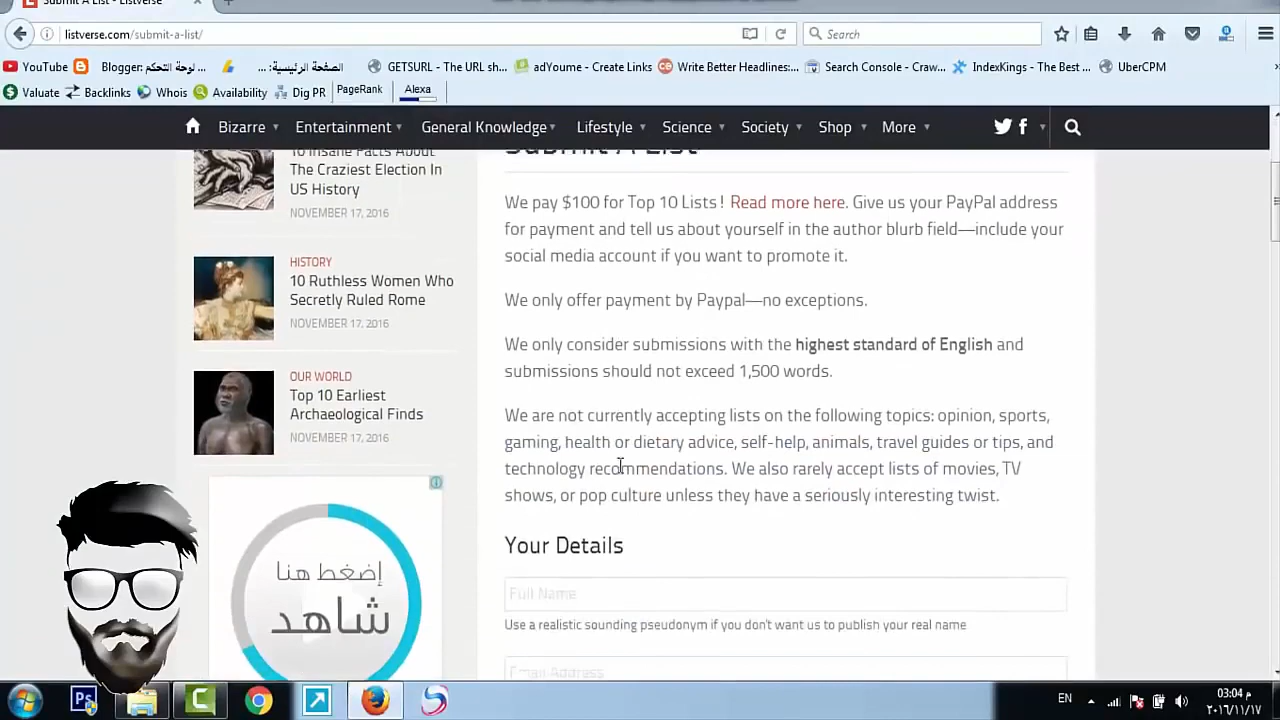 Submit A List - Listverse
listverse.com/submit-a-list/
Search
YouTube
Blogger: لوحة التحكم ...
الصفحة الرئيسية: ...
GETSURL - The URL sh...
adYoume - Create Links
Write Better Headlines:...
Search Console - Craw...
IndexKings - The Best ...
UberCPM
Valuate
Backlinks
Whois
Availability
Dig PR
PageRank
Alexa
Bizarre
Entertainment
General Knowledge
Lifestyle
Science
Society
Shop
More
10 Insane Facts About
The Craziest Election In
US History
NOVEMBER 17, 2016
HISTORY
10 Ruthless Women Who
Secretly Ruled Rome
NOVEMBER 17, 2016
OUR WORLD
Top 10 Earliest
Archaeological Finds
NOVEMBER 17, 2016
إضغط هنا
شاهد
Submit A List
We pay $100 for Top 10 Lists! Read more here. Give us your PayPal address
for payment and tell us about yourself in the author blurb field—include your
social media account if you want to promote it.
We only offer payment by Paypal—no exceptions.
We only consider submissions with the highest standard of English and
submissions should not exceed 1,500 words.
We are not currently accepting lists on the following topics: opinion, sports,
gaming, health or dietary advice, self-help, animals, travel guides or tips, and
technology recommendations. We also rarely accept lists of movies, TV
shows, or pop culture unless they have a seriously interesting twist.
Your Details
Full Name
Use a realistic sounding pseudonym if you don't want us to publish your real name
Email Address
EN
03:04 م
٢٠١٦/١١/١٧